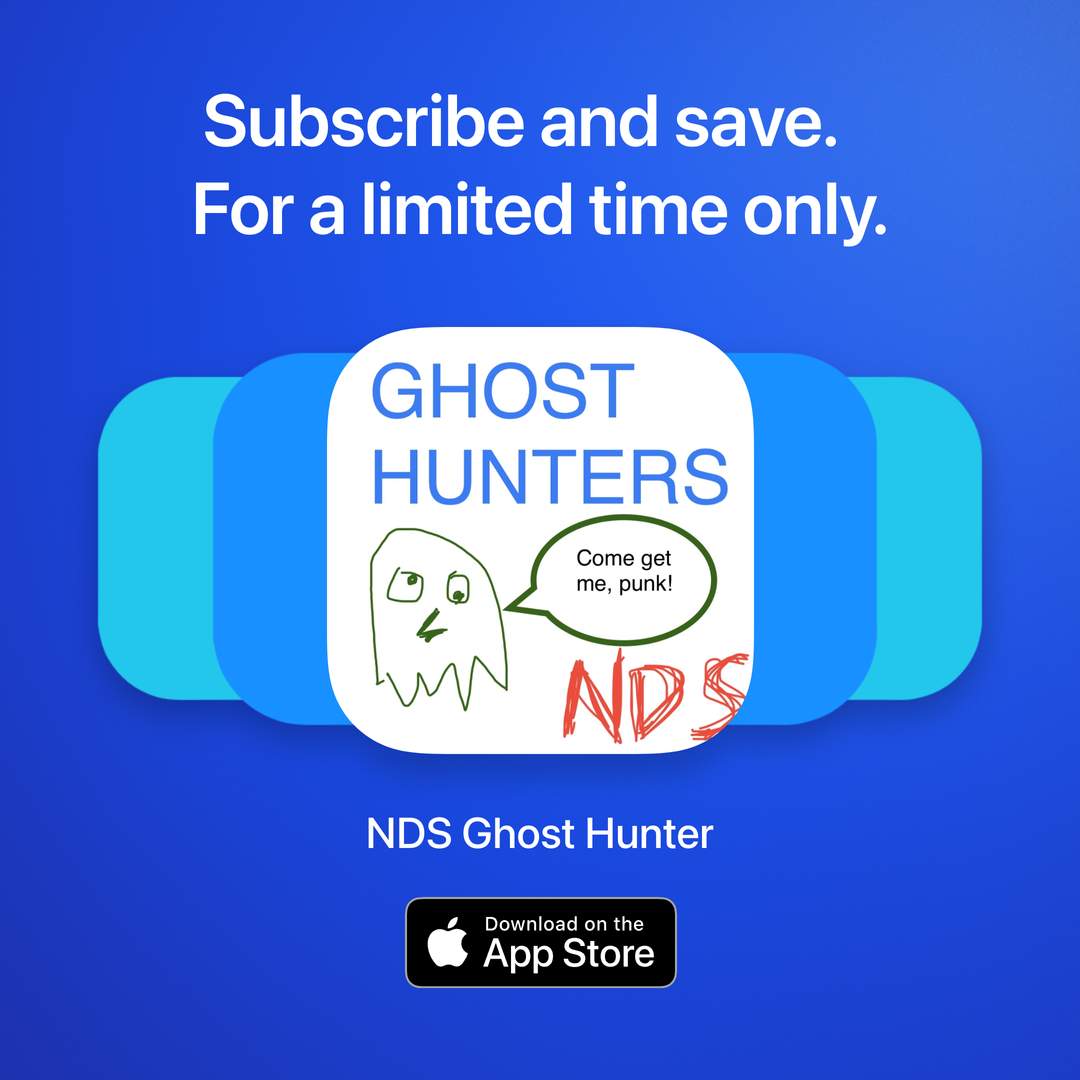 Subscribe and save.
For a limited time only.
GHOST
HUNTERS
Come get
me, punk!
NDS
NDS Ghost Hunter
Download on the
App Store